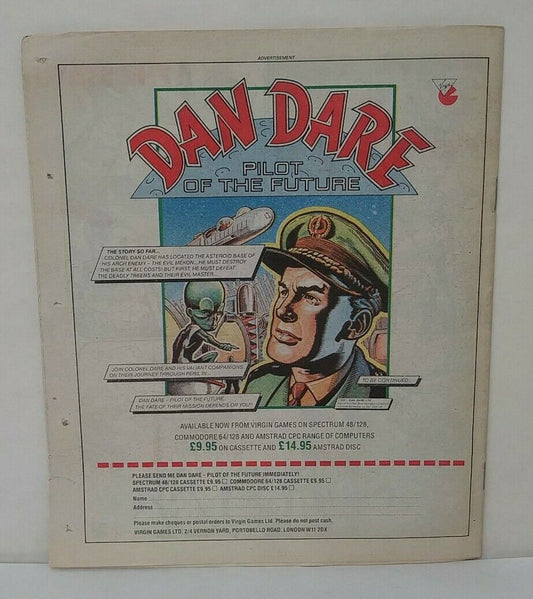 ADVERTISEMENT
DAN DARE
PILOT
OF THE FUTURE
THE STORY SO FAR...
COLONEL DAN DARE HAS LOCATED THE ASTEROID BASE OF
HIS ARCH ENEMY - THE EVIL MEKON... HE MUST DESTROY
THE BASE AT ALL COSTS! BUT FIRST, HE MUST DEFEAT
THE DEADLY TREENS AND THEIR EVIL MASTER...
JOIN COLONEL DARE AND HIS VALIANT COMPANIONS
ON THEIR JOURNEY THROUGH PERIL IN...
DAN DARE - PILOT OF THE FUTURE.
THE FATE OF THEIR MISSION DEPENDS ON YOU!
TO BE CONTINUED...
AVAILABLE NOW FROM VIRGIN GAMES ON SPECTRUM 48/128,
COMMODORE 64/128 AND AMSTRAD CPC RANGE OF COMPUTERS
£9.95 ON CASSETTE AND £14.95 AMSTRAD DISC
PLEASE SEND ME DAN DARE - PILOT OF THE FUTURE IMMEDIATELY!
SPECTRUM 48/128 CASSETTE £9.95 □ COMMODORE 64/128 CASSETTE £9.95 □
AMSTRAD CPC CASSETTE £9.95 □ AMSTRAD CPC DISC £14.95 □
Name
Address
Please make cheques or postal orders to Virgin Games Ltd. Please do not post cash.
VIRGIN GAMES LTD, 2/4 VERNON YARD, PORTOBELLO ROAD, LONDON W11 2DX